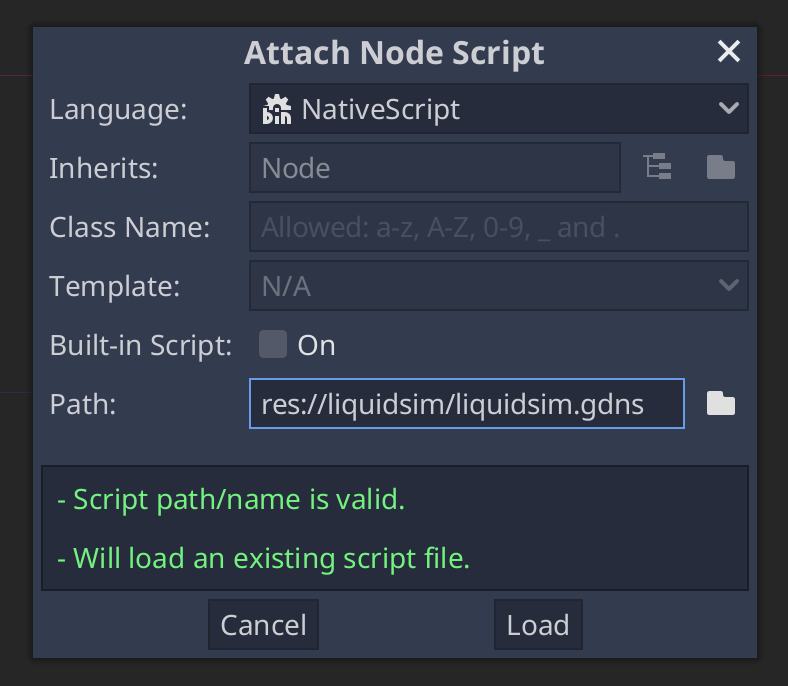 Attach Node Script
Language: bin NativeScript
Inherits: Node
Class Name: Allowed: a-z, A-Z, 0-9, _ and .
Template: N/A
Built-in Script: On
Path: res://liquidsim/liquidsim.gdns
- Script path/name is valid.
- Will load an existing script file.
Cancel Load